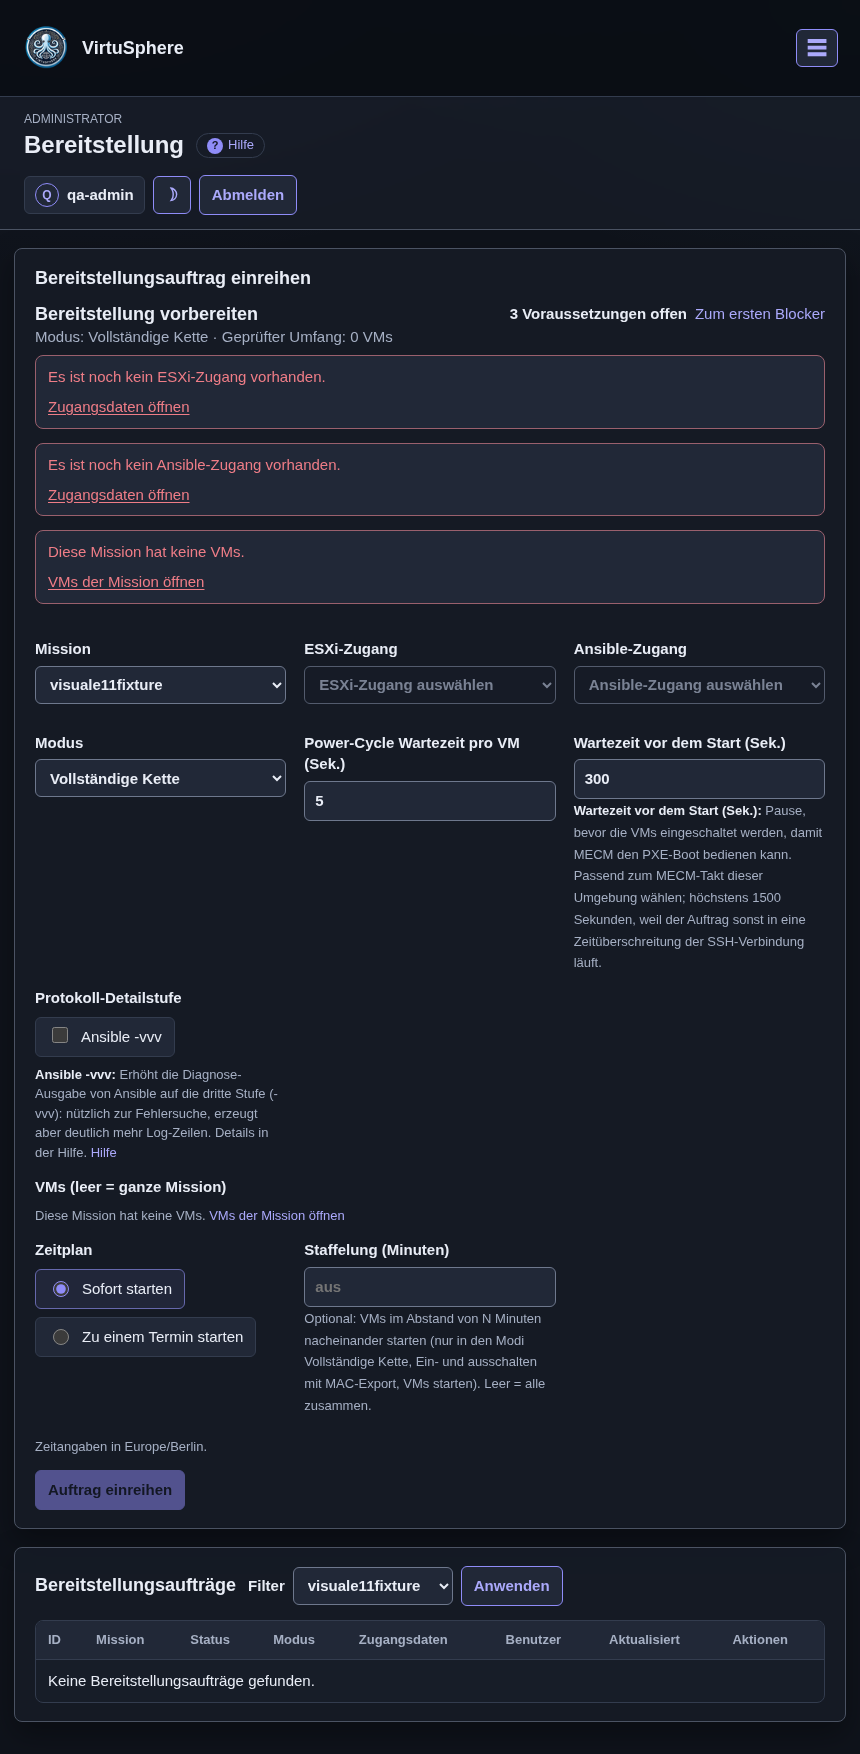 VirtuSphere
ADMINISTRATOR
Bereitstellung
? Hilfe
Q qa-admin
Abmelden
Bereitstellungsauftrag einreihen
Bereitstellung vorbereiten
3 Voraussetzungen offen Zum ersten Blocker
Modus: Vollständige Kette · Geprüfter Umfang: 0 VMs
Es ist noch kein ESXi-Zugang vorhanden.
Zugangsdaten öffnen
Es ist noch kein Ansible-Zugang vorhanden.
Zugangsdaten öffnen
Diese Mission hat keine VMs.
VMs der Mission öffnen
Mission
visuale11fixture
ESXi-Zugang
ESXi-Zugang auswählen
Ansible-Zugang
Ansible-Zugang auswählen
Modus
Vollständige Kette
Power-Cycle Wartezeit pro VM
(Sek.)
5
Wartezeit vor dem Start (Sek.)
300
Wartezeit vor dem Start (Sek.): Pause,
bevor die VMs eingeschaltet werden, damit
MECM den PXE-Boot bedienen kann.
Passend zum MECM-Takt dieser
Umgebung wählen; höchstens 1500
Sekunden, weil der Auftrag sonst in eine
Zeitüberschreitung der SSH-Verbindung
läuft.
Protokoll-Detailstufe
Ansible -vvv
Ansible -vvv: Erhöht die Diagnose-
Ausgabe von Ansible auf die dritte Stufe (-
vvv): nützlich zur Fehlersuche, erzeugt
aber deutlich mehr Log-Zeilen. Details in
der Hilfe. Hilfe
VMs (leer = ganze Mission)
Diese Mission hat keine VMs. VMs der Mission öffnen
Zeitplan
Sofort starten
Zu einem Termin starten
Staffelung (Minuten)
aus
Optional: VMs im Abstand von N Minuten
nacheinander starten (nur in den Modi
Vollständige Kette, Ein- und ausschalten
mit MAC-Export, VMs starten). Leer = alle
zusammen.
Zeitangaben in Europe/Berlin.
Auftrag einreihen
Bereitstellungsaufträge Filter visuale11fixture Anwenden
ID Mission Status Modus Zugangsdaten Benutzer Aktualisiert Aktionen
Keine Bereitstellungsaufträge gefunden.